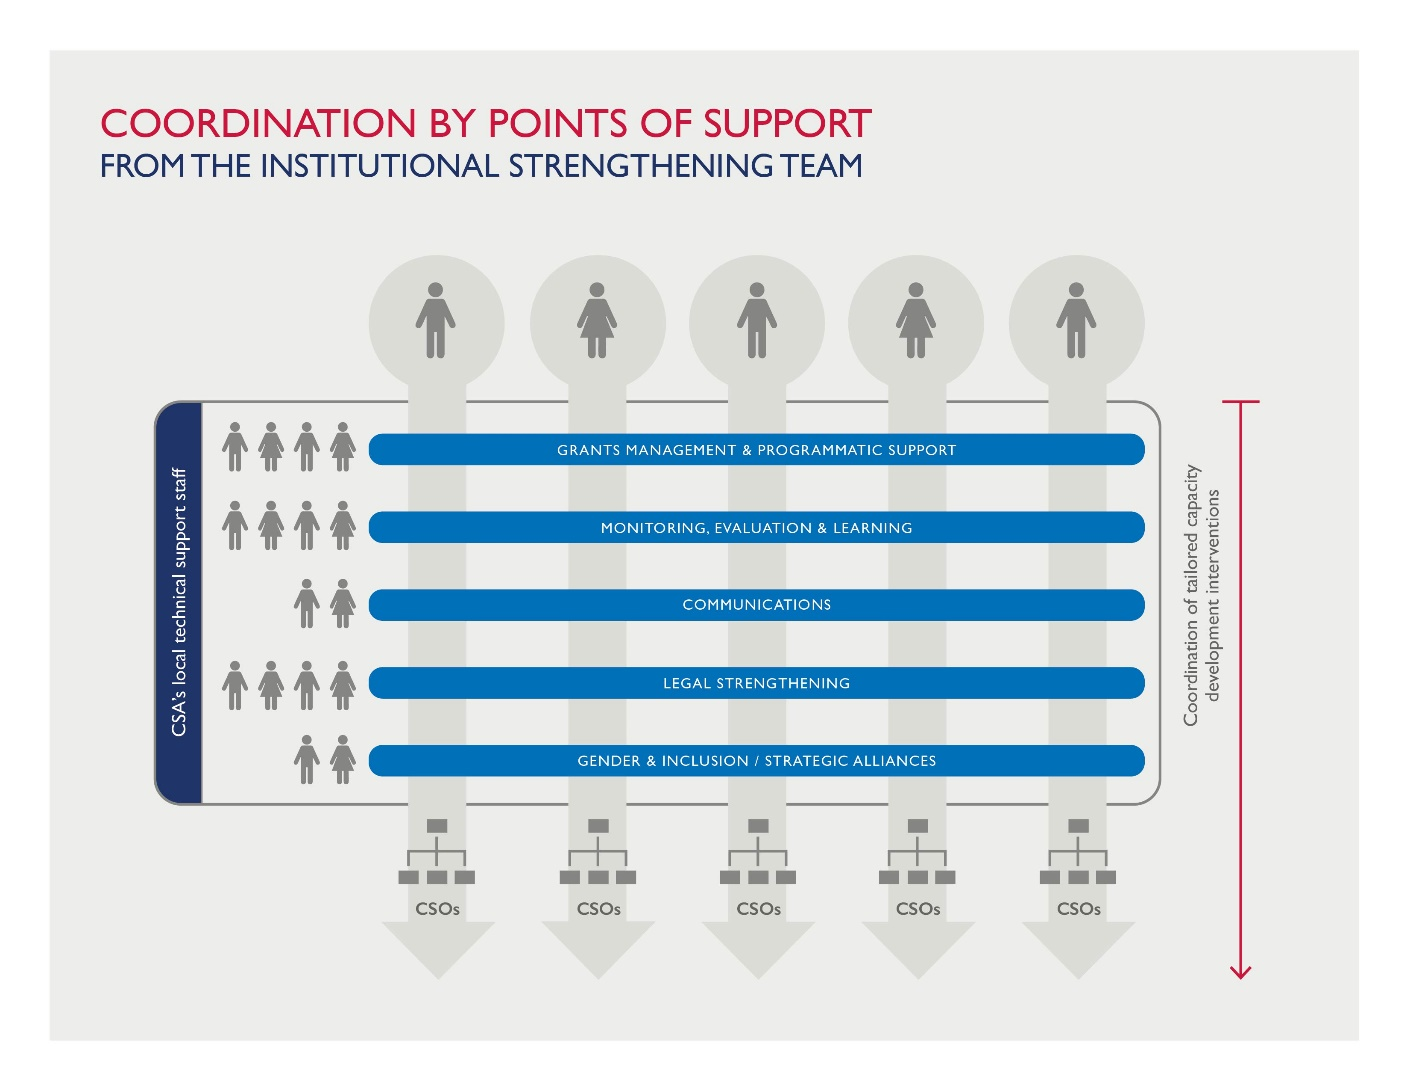 COORDINATION BY POINTS OF SUPPORT
FROM THE INSTITUTIONAL STRENGTHENING TEAM
CSA's local technical support staff
GRANTS MANAGEMENT & PROGRAMMATIC SUPPORT
MONITORING, EVALUATION & LEARNING
COMMUNICATIONS
LEGAL STRENGTHENING
GENDER & INCLUSION / STRATEGIC ALLIANCES
Coordination of tailored capacity
development interventions
CSOs
CSOs
CSOs
CSOs
CSOs